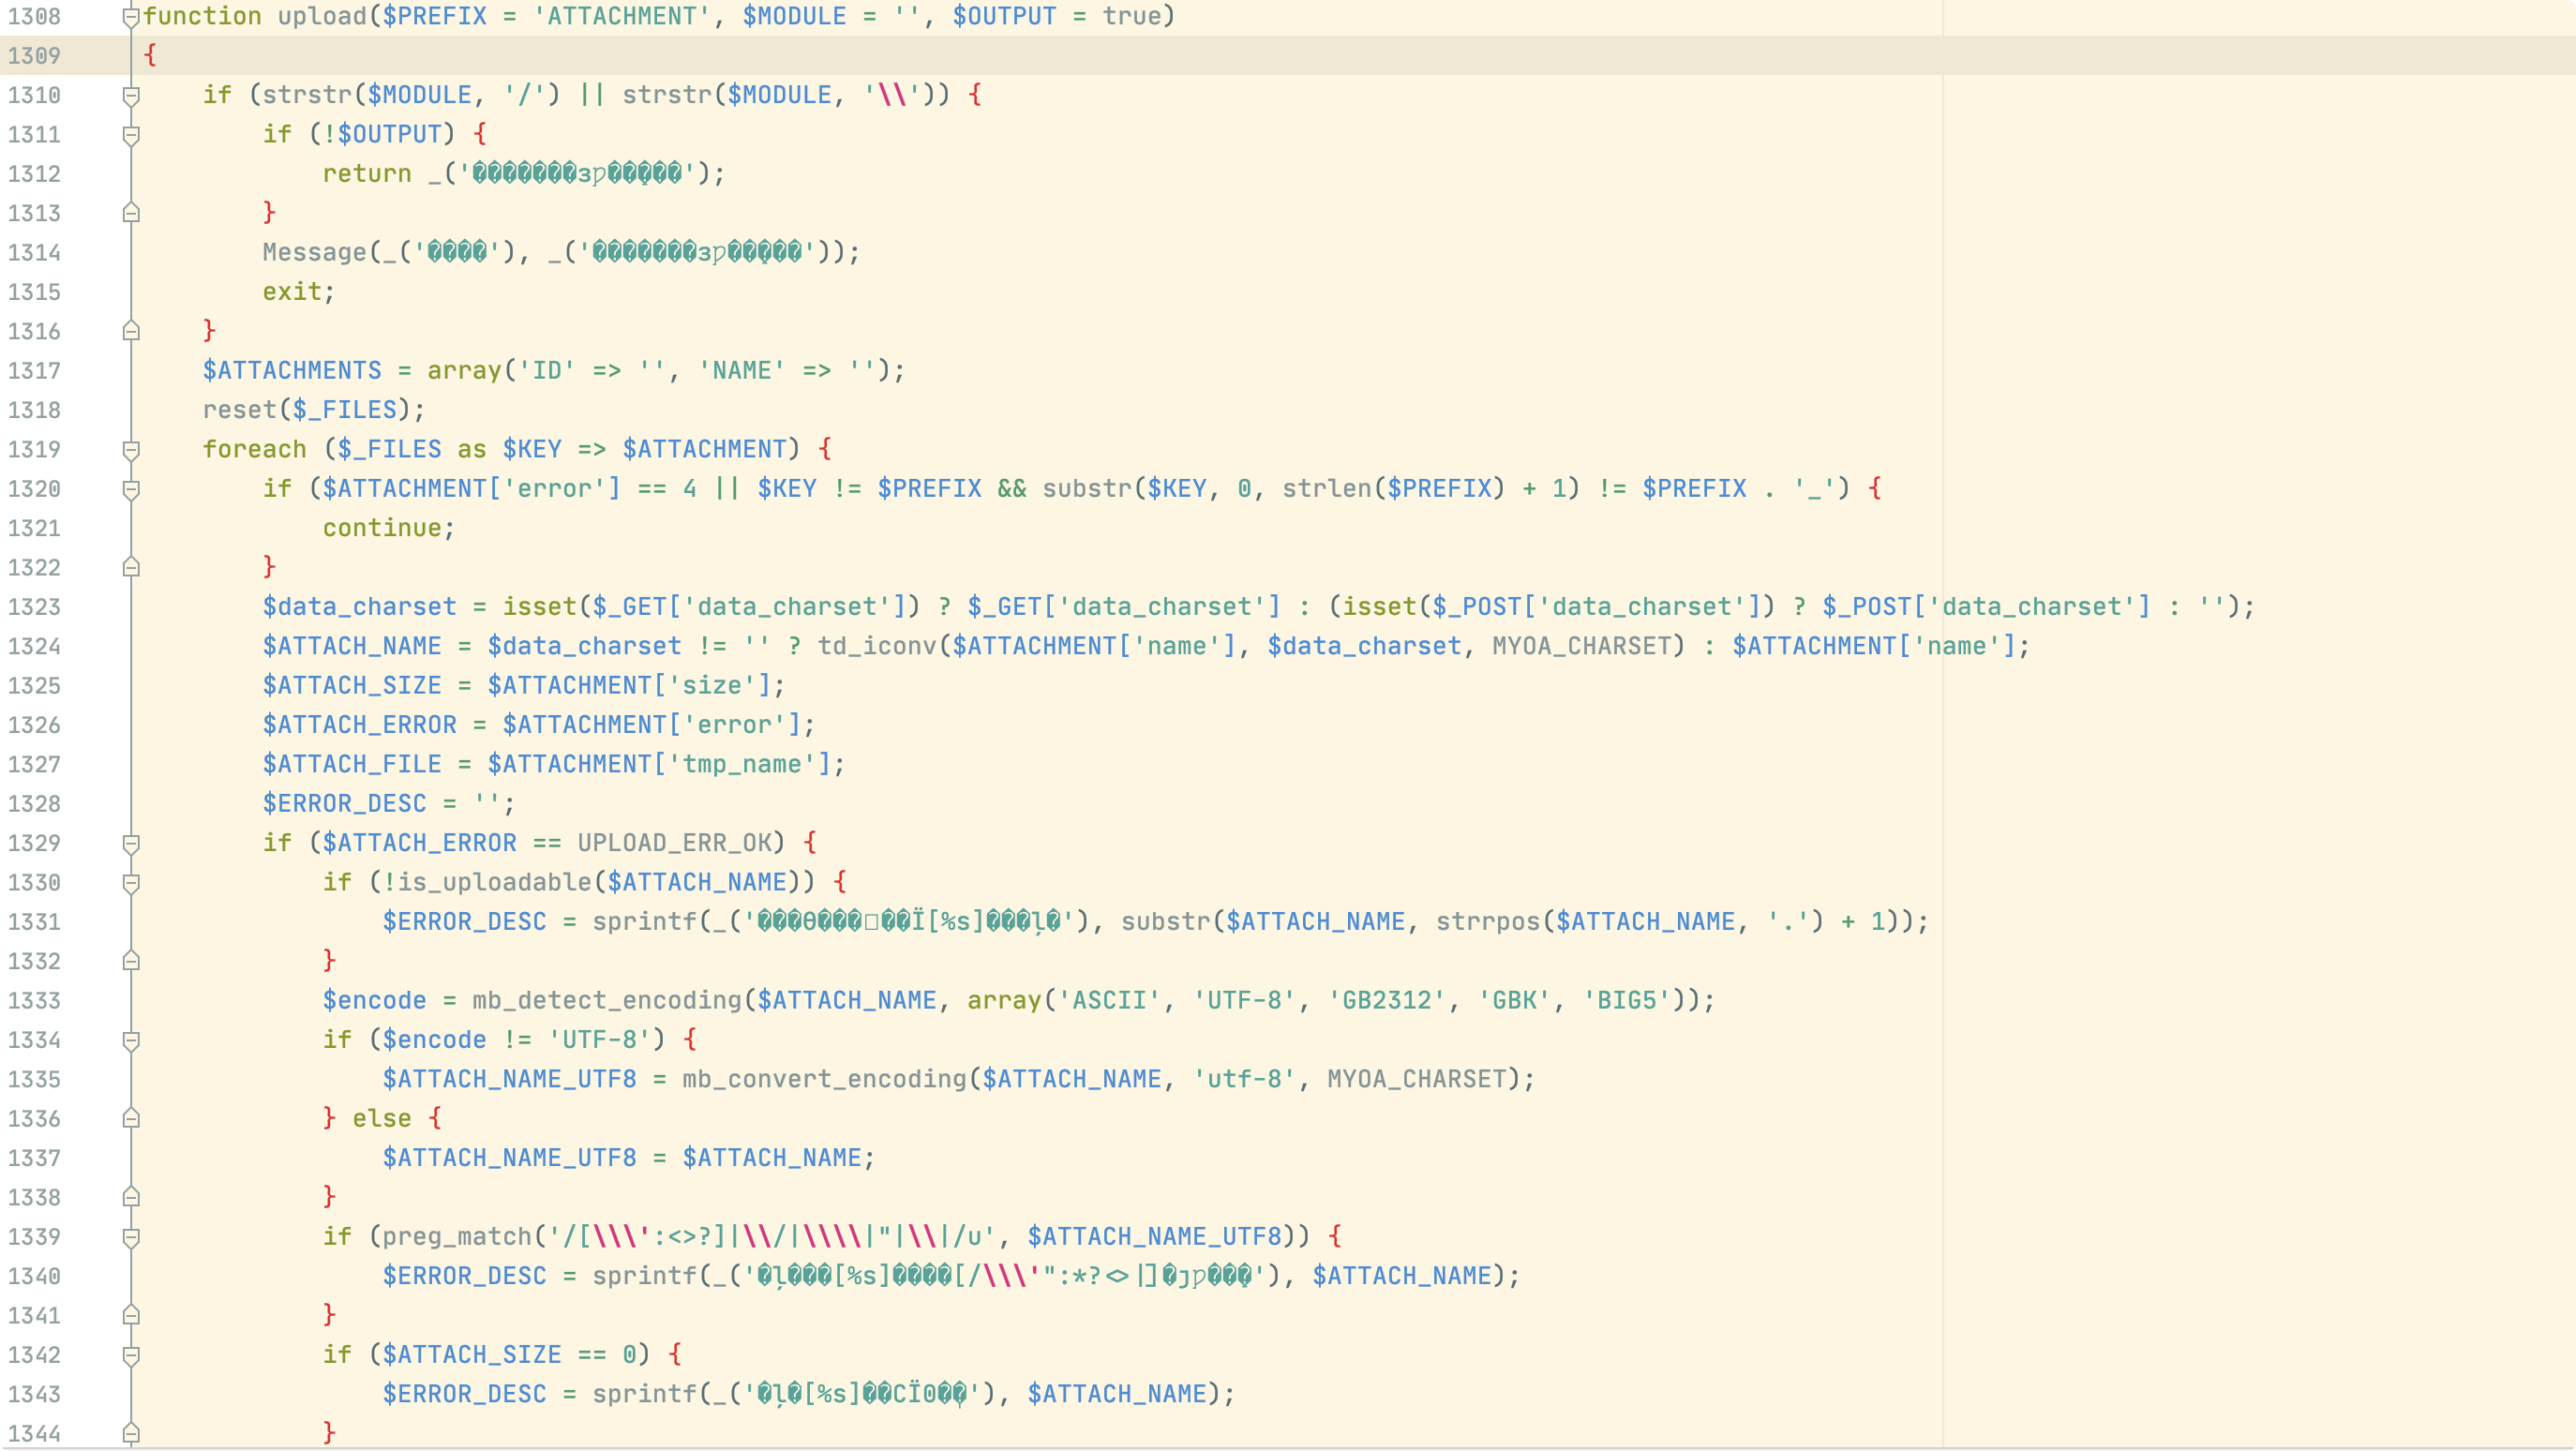 1308 function upload($PREFIX = 'ATTACHMENT', $MODULE = '', $OUTPUT = true)
1309 {
1310 if (strstr($MODULE, '/') || strstr($MODULE, '\\')) {
1311 if (!$OUTPUT) {
1312 return _('�������зƿ��̣��');
1313 }
1314 Message(_('����'), _('�������зƿ��̣��'));
1315 exit;
1316 }
1317 $ATTACHMENTS = array('ID' => '', 'NAME' => '');
1318 reset($_FILES);
1319 foreach ($_FILES as $KEY => $ATTACHMENT) {
1320 if ($ATTACHMENT['error'] == 4 || $KEY != $PREFIX && substr($KEY, 0, strlen($PREFIX) + 1) != $PREFIX . '_') {
1321 continue;
1322 }
1323 $data_charset = isset($_GET['data_charset']) ? $_GET['data_charset'] : (isset($_POST['data_charset']) ? $_POST['data_charset'] : '');
1324 $ATTACH_NAME = $data_charset != '' ? td_iconv($ATTACHMENT['name'], $data_charset, MYOA_CHARSET) : $ATTACHMENT['name'];
1325 $ATTACH_SIZE = $ATTACHMENT['size'];
1326 $ATTACH_ERROR = $ATTACHMENT['error'];
1327 $ATTACH_FILE = $ATTACHMENT['tmp_name'];
1328 $ERROR_DESC = '';
1329 if ($ATTACH_ERROR == UPLOAD_ERR_OK) {
1330 if (!is_uploadable($ATTACH_NAME)) {
1331 $ERROR_DESC = sprintf(_('���θ���□��Ϊ[%s]���ļ�'), substr($ATTACH_NAME, strrpos($ATTACH_NAME, '.') + 1));
1332 }
1333 $encode = mb_detect_encoding($ATTACH_NAME, array('ASCII', 'UTF-8', 'GB2312', 'GBK', 'BIG5'));
1334 if ($encode != 'UTF-8') {
1335 $ATTACH_NAME_UTF8 = mb_convert_encoding($ATTACH_NAME, 'utf-8', MYOA_CHARSET);
1336 } else {
1337 $ATTACH_NAME_UTF8 = $ATTACH_NAME;
1338 }
1339 if (preg_match('/[\\\':<>?]|\\/|\\\\|"|\\|/u', $ATTACH_NAME_UTF8)) {
1340 $ERROR_DESC = sprintf(_('�ļ���[%s]����[/\\\'":*?<>|]�ȷƿ���'), $ATTACH_NAME);
1341 }
1342 if ($ATTACH_SIZE == 0) {
1343 $ERROR_DESC = sprintf(_('�ļ�[%s]��СΪ0��'), $ATTACH_NAME);
1344 }